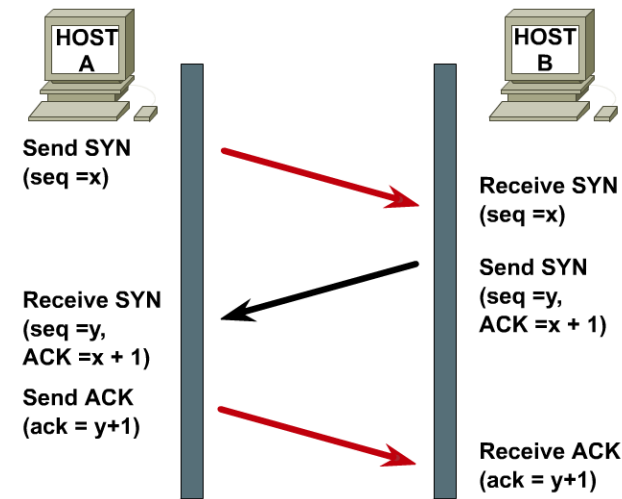 HOST
A
HOST
B
Send SYN
(seq =x)
Receive SYN
(seq =x)
Send SYN
(seq =y,
ACK =x + 1)
Receive SYN
(seq =y,
ACK =x + 1)
Send ACK
(ack = y+1)
Receive ACK
(ack = y+1)